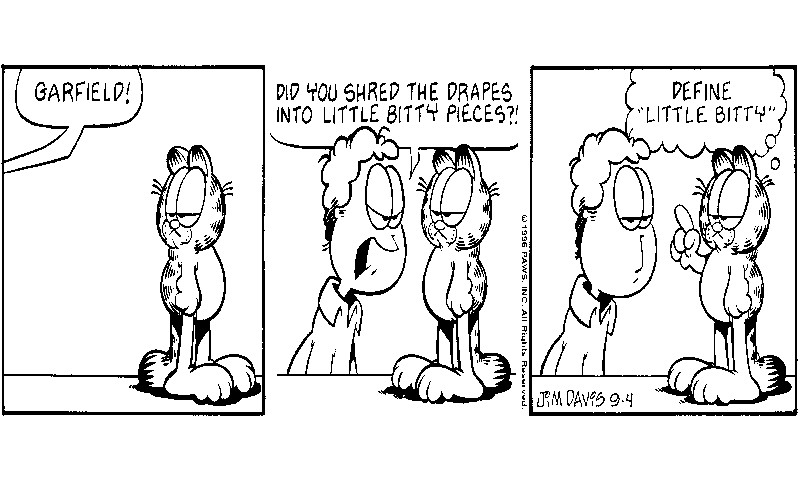 GARFIELD!
DID YOU SHRED THE DRAPES
INTO LITTLE BITTY PIECES?!
© 1996 PAWS, INC. All Rights Reserved.
DEFINE
"LITTLE BITTY"
JIM DAVIS 9-4